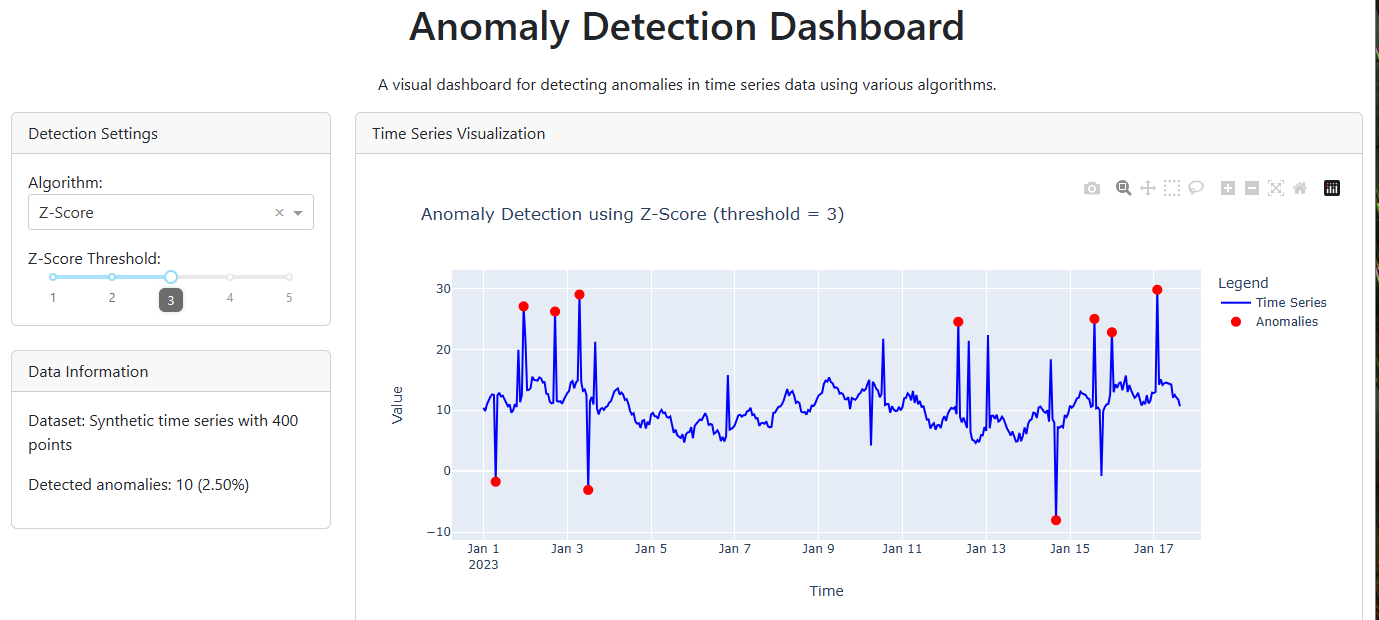 Anomaly Detection Dashboard
A visual dashboard for detecting anomalies in time series data using various algorithms.
Detection Settings
Algorithm:
Z-Score
Z-Score Threshold:
1 2 3 4 5
Data Information
Dataset: Synthetic time series with 400
points
Detected anomalies: 10 (2.50%)
Time Series Visualization
Anomaly Detection using Z-Score (threshold = 3)
Legend
Time Series
Anomalies
Value
30
20
10
0
−10
Jan 1 Jan 3 Jan 5 Jan 7 Jan 9 Jan 11 Jan 13 Jan 15 Jan 17
2023
Time